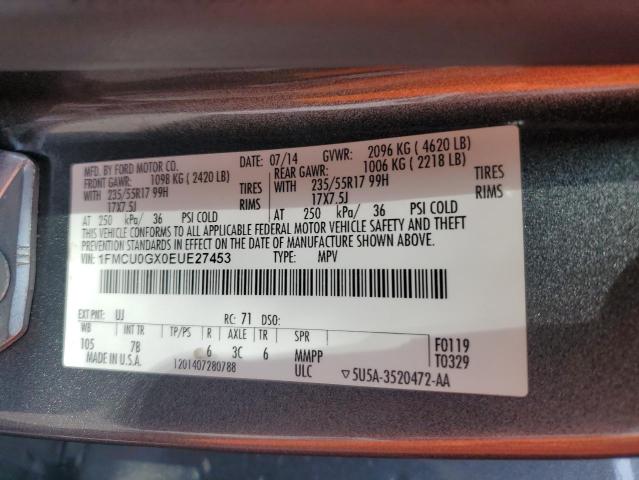 MFD. BY FORD MOTOR CO.
07/14 GVWR: 2096 KG ( 4620 LB)
FRONT GAWR: 1098 KG ( 2420 LB)
REAR GAWR: 1006 KG ( 2218 LB)
WITH 235/55R17 99H TIRES
WITH 235/55R17 99H TIRES
17X7.5J RIMS
17X7.5J RIMS
AT 250 kPa/ 36 PSI COLD
AT 250 kPa/ 36 PSI COLD
THIS VEHICLE CONFORMS TO ALL APPLICABLE FEDERAL MOTOR VEHICLE SAFETY AND THEFT
PREVENTION STANDARDS IN EFFECT ON THE DATE OF MANUFACTURE SHOWN ABOVE.
VIN: 1FMCU0GX0EUE27453 TYPE: MPV
EXT PNT: UJ RC: 71 DSO:
WB INT TR TP/PS R AXLE TR SPR
105 7B 6 3C 6 MMPP
MADE IN U.S.A. ULC
1201407280788
F0119
T0329
▽5U5A-3520472-AA